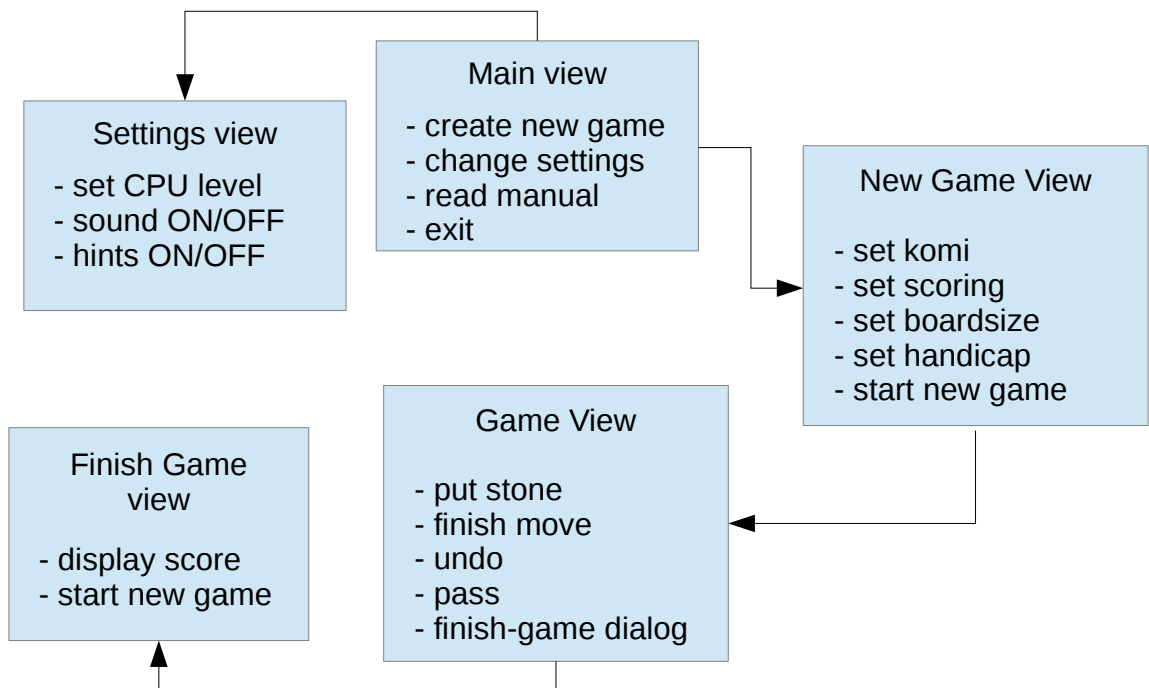 Main view
- create new game
- change settings
- read manual
- exit
Settings view
- set CPU level
- sound ON/OFF
- hints ON/OFF
New Game View
- set komi
- set scoring
- set boardsize
- set handicap
- start new game
Game View
- put stone
- finish move
- undo
- pass
- finish-game dialog
Finish Game
view
- display score
- start new game